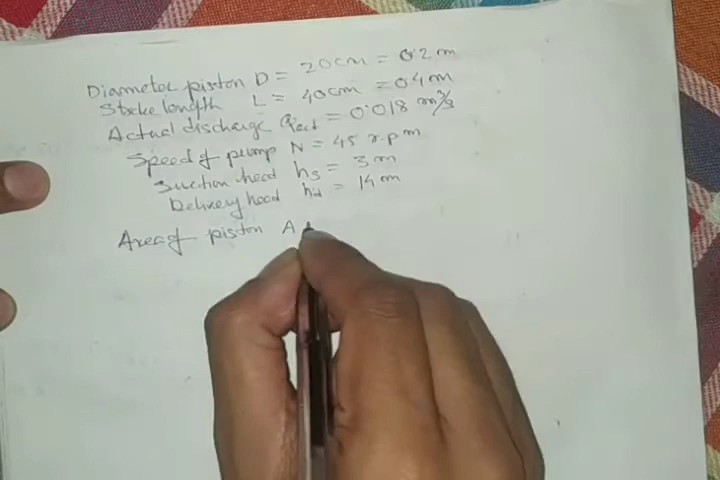 Diameter piston D = 20cm = 0.2 m
Stroke length L = 40cm = 0.4 m
Actual discharge Qact = 0.018 m³/s
Speed of pump N = 45 r.p.m
Suction head hs = 3 m
Delivery head hd = 14 m
Area of piston A